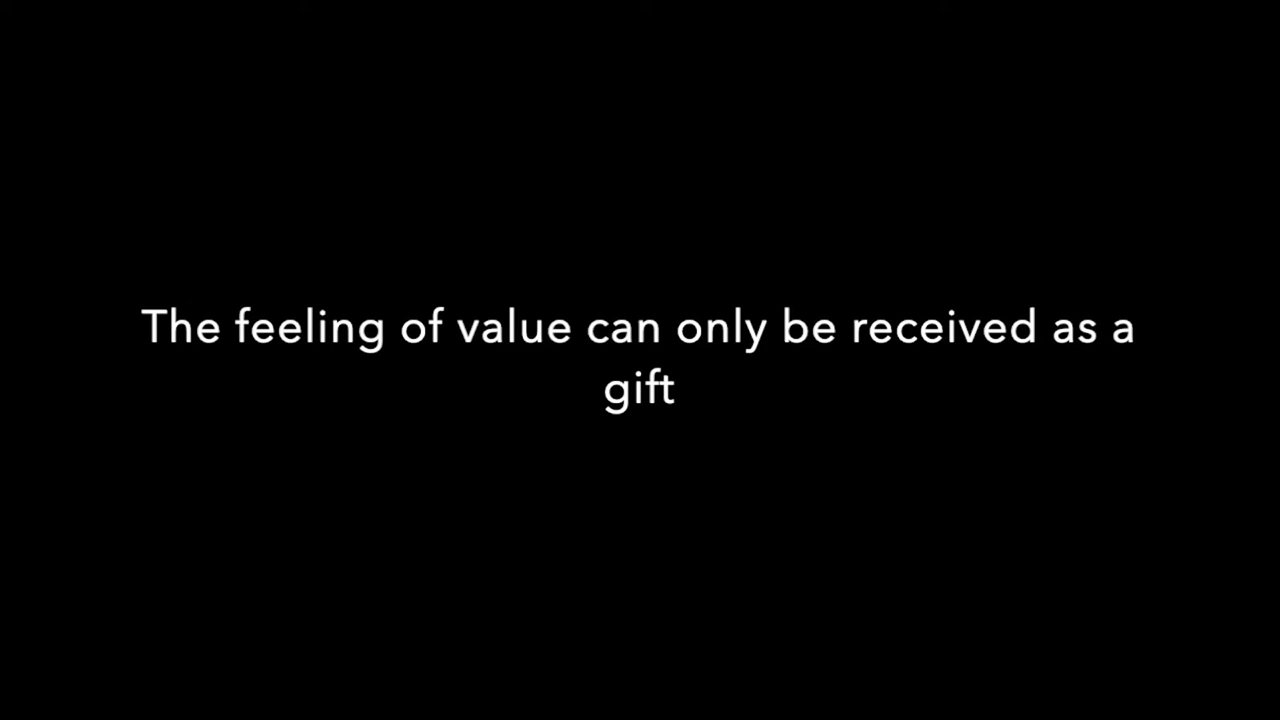 The feeling of value can only be received as a
gift